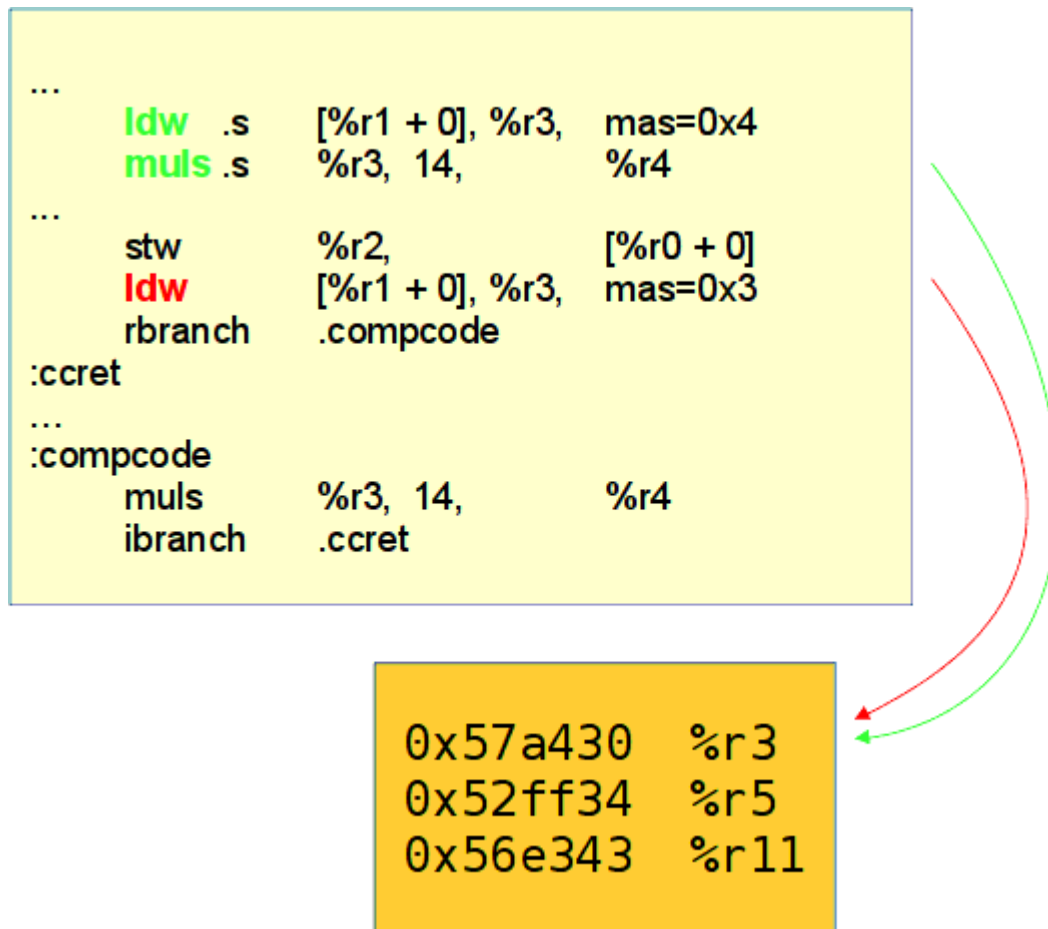 ...
ldw .s [%r1 + 0], %r3, mas=0x4
muls .s %r3, 14, %r4
...
stw %r2, [%r0 + 0]
ldw [%r1 + 0], %r3, mas=0x3
rbranch .compcode
:ccret
...
:compcode
muls %r3, 14, %r4
ibranch .ccret
0x57a430 %r3
0x52ff34 %r5
0x56e343 %r11